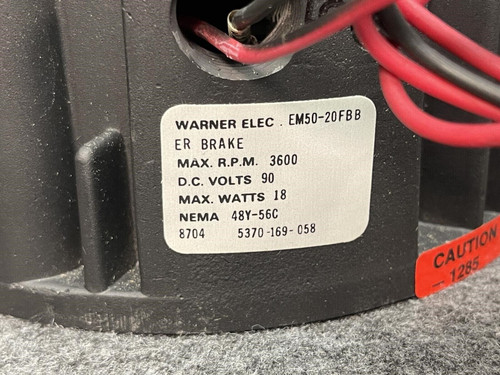 WARNER ELEC. EM50-20FBB
ER BRAKE
MAX. R.P.M. 3600
D.C. VOLTS 90
MAX. WATTS 18
NEMA 48Y-56C
8704 5370-169-058
CAUTION
1285